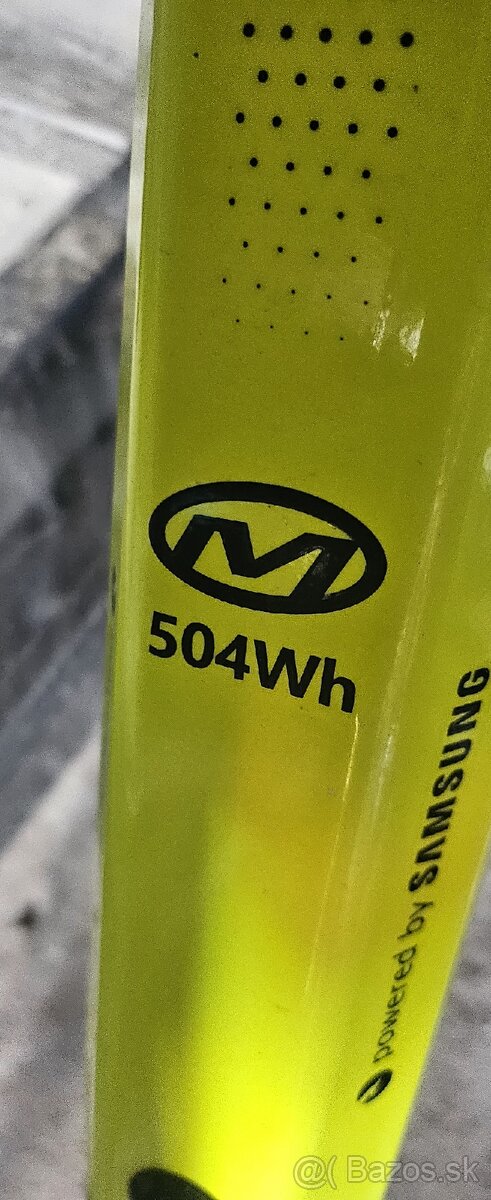 M
504Wh
powered by SAMSUNG
@( Bazos.sk